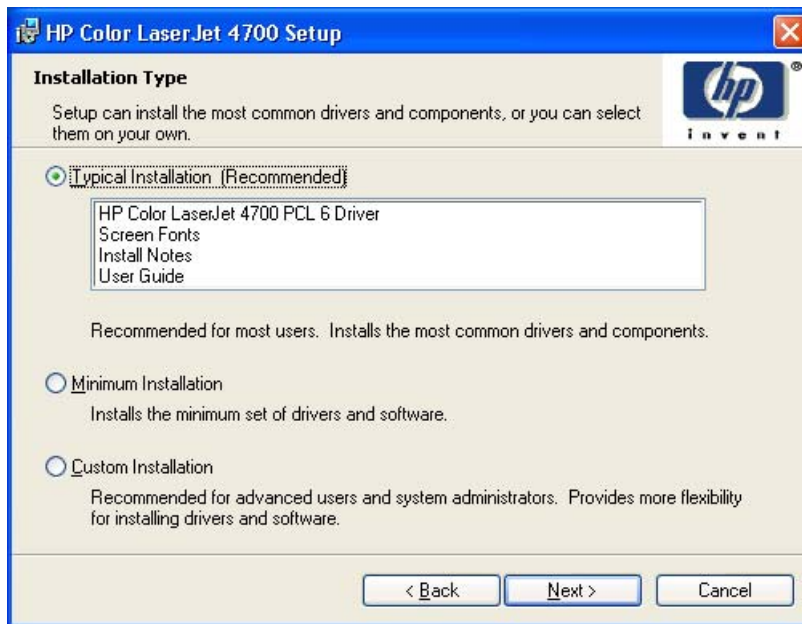 HP Color LaserJet 4700 Setup
Installation Type
Setup can install the most common drivers and components, or you can select
them on your own.
hp
®
invent
Typical Installation (Recommended)
HP Color LaserJet 4700 PCL 6 Driver
Screen Fonts
Install Notes
User Guide
Recommended for most users. Installs the most common drivers and components.
Minimum Installation
Installs the minimum set of drivers and software.
Custom Installation
Recommended for advanced users and system administrators. Provides more flexibility
for installing drivers and software.
< Back
Next >
Cancel